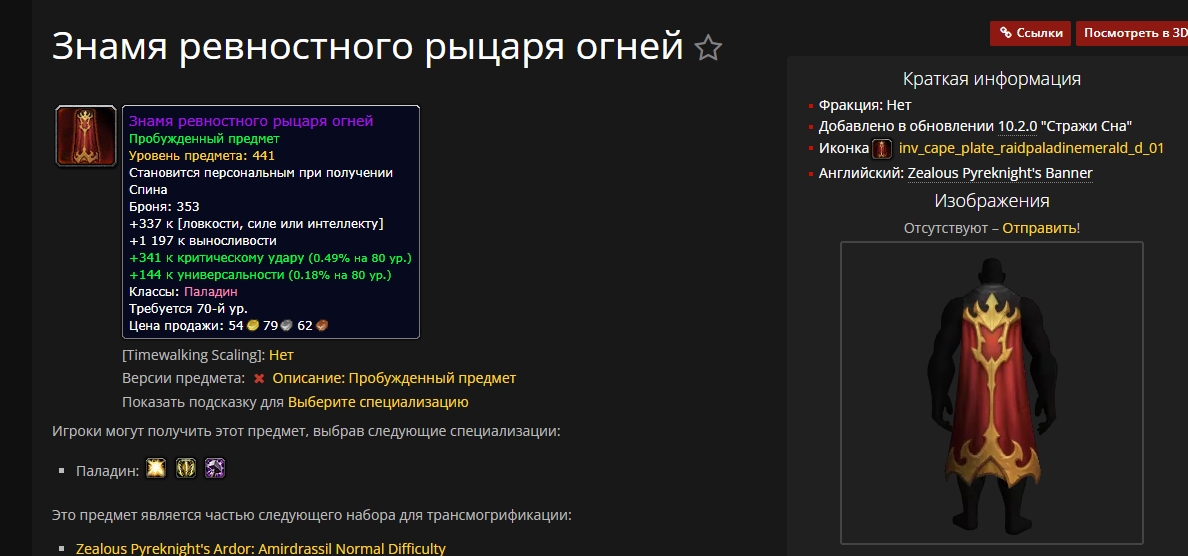 Знамя ревностного рыцаря огней
Ссылки
Посмотреть в 3D
Знамя ревностного рыцаря огней
Пробужденный предмет
Уровень предмета: 441
Становится персональным при получении
Спина
Броня: 353
+337 к [ловкости, силе или интеллекту]
+1 197 к выносливости
+341 к критическому удару (0.49% на 80 ур.)
+144 к универсальности (0.18% на 80 ур.)
Классы: Паладин
Требуется 70-й ур.
Цена продажи: 54 79 62
[Timewalking Scaling]: Нет
Версии предмета: Описание: Пробужденный предмет
Показать подсказку для Выберите специализацию
Игроки могут получить этот предмет, выбрав следующие специализации:
Паладин:
Это предмет является частью следующего набора для трансмогрификации:
Zealous Pyreknight's Ardor: Amirdrassil Normal Difficulty
Краткая информация
Фракция: Нет
Добавлено в обновлении 10.2.0 "Стражи Сна"
Иконка inv_cape_plate_raidpaladinemerald_d_01
Английский: Zealous Pyreknight's Banner
Изображения
Отсутствуют – Отправить!